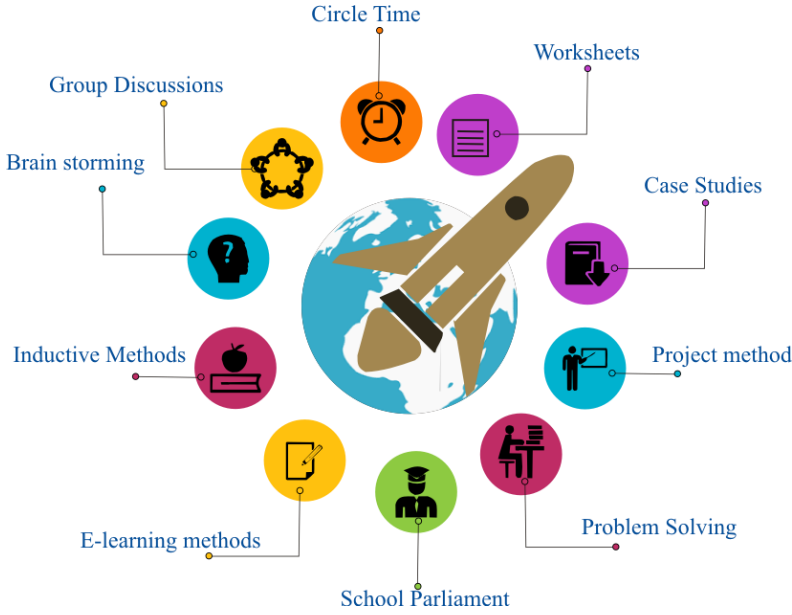 Circle Time
Worksheets
Group Discussions
Brain storming
Case Studies
Inductive Methods
Project method
E-learning methods
Problem Solving
School Parliament
?